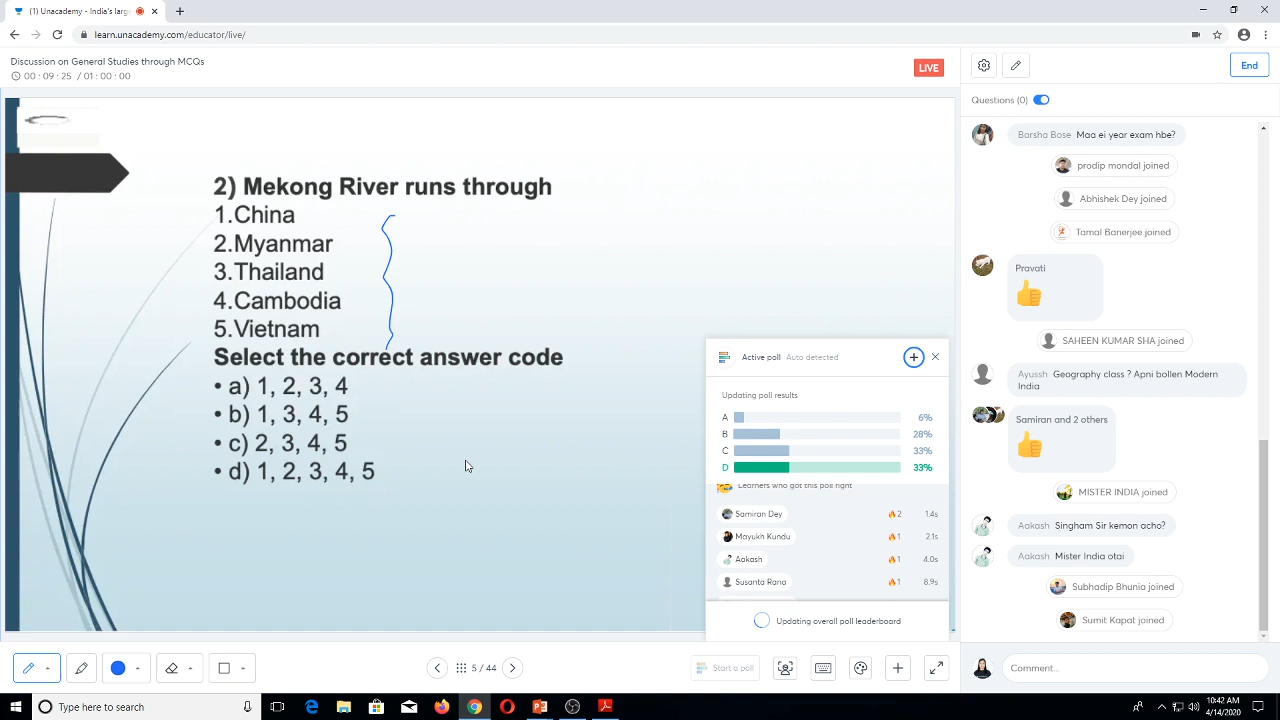 (1) Unacademy - India's larg
learn.unacademy.com/educator/live/
Discussion on General Studies through MCQs
00 : 09 : 25 / 01 : 00 : 00
LIVE
End
Questions (0)
2) Mekong River runs through
1.China
2.Myanmar
3.Thailand
4.Cambodia
5.Vietnam
Select the correct answer code
• a) 1, 2, 3, 4
• b) 1, 3, 4, 5
• c) 2, 3, 4, 5
• d) 1, 2, 3, 4, 5
Active poll Auto detected
Updating poll results
A 6%
B 28%
C 33%
D 33%
Learners who got this poll right
Samiran Dey 2 1.4s
Mayukh Kundu 1 2.1s
Aakash 1 4.0s
Susanta Rana 1 8.9s
Updating overall poll leaderboard
Barsha Bose Maa ei year exam hbe?
prodip mondal joined
Abhishek Dey joined
Tamal Banerjee joined
Pravati
SAHEEN KUMAR SHA joined
Ayussh Geography class ? Apni bollen Modern
India
Samiran and 2 others
MISTER INDIA joined
Aakash Singham Sir kemon acho?
Aakash Mister India otai
Subhadip Bhunia joined
Sumit Kapat joined
5 / 44
Start a poll
Comment...
Type here to search
10:42 AM
4/14/2020